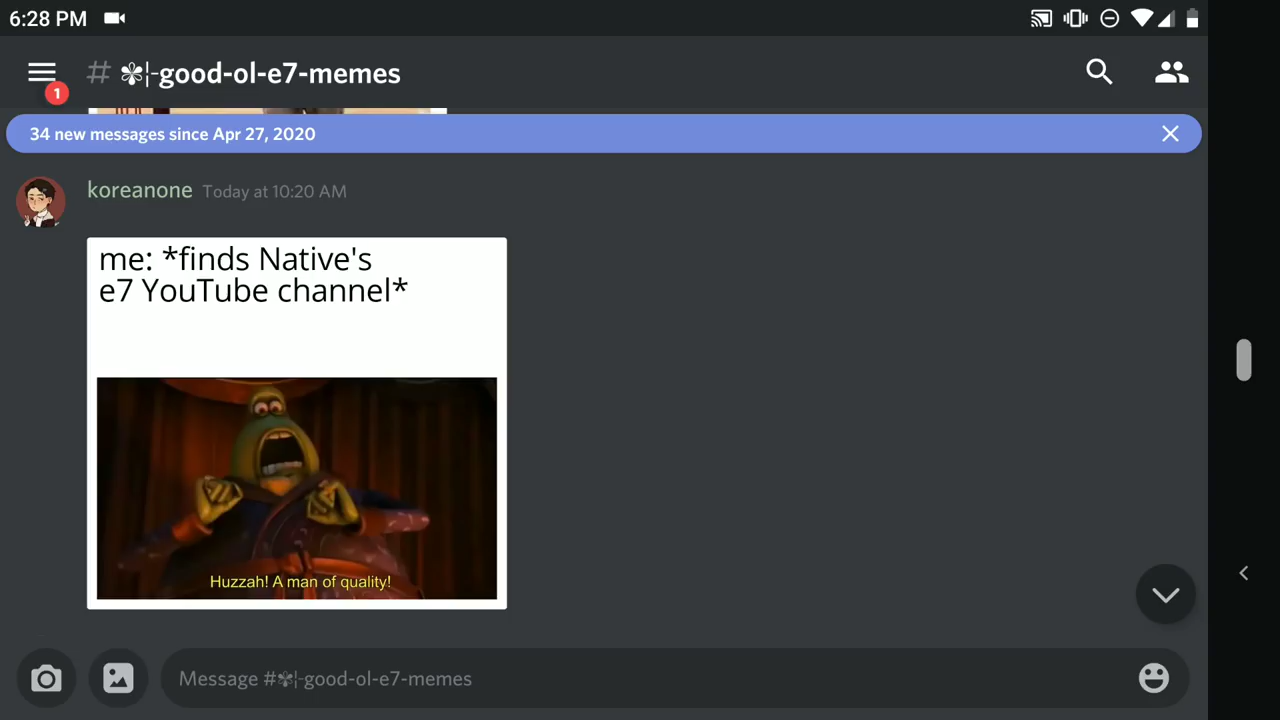 6:28 PM
# ✽¦-good-ol-e7-memes
1
34 new messages since Apr 27, 2020
koreanone Today at 10:20 AM
me: *finds Native's
e7 YouTube channel*
Huzzah! A man of quality!
Message #✽¦-good-ol-e7-memes